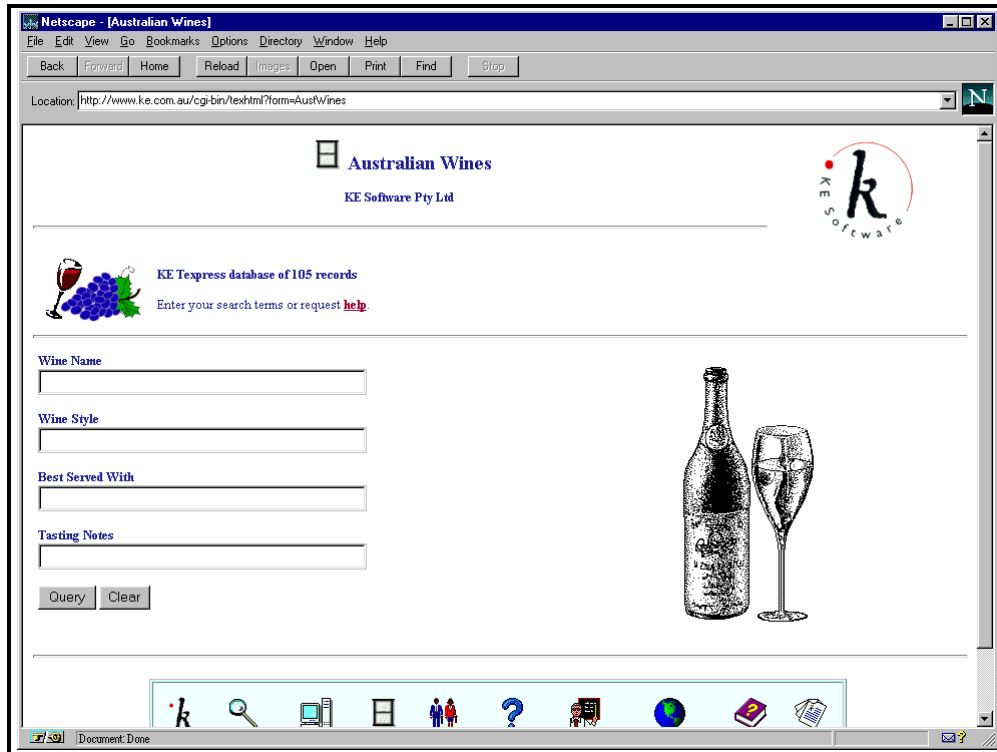 Netscape - [Australian Wines]
File Edit View Go Bookmarks Options Directory Window Help
Back Forward Home Reload Images Open Print Find Stop
Location: http://www.ke.com.au/cgi-bin/texhtml?form=AustWines
N
Australian Wines
KE Software Pty Ltd
k
KE Software
KE Texpress database of 105 records
Enter your search terms or request help.
Wine Name
Wine Style
Best Served With
Tasting Notes
Query Clear
k ? ?
Document: Done
?